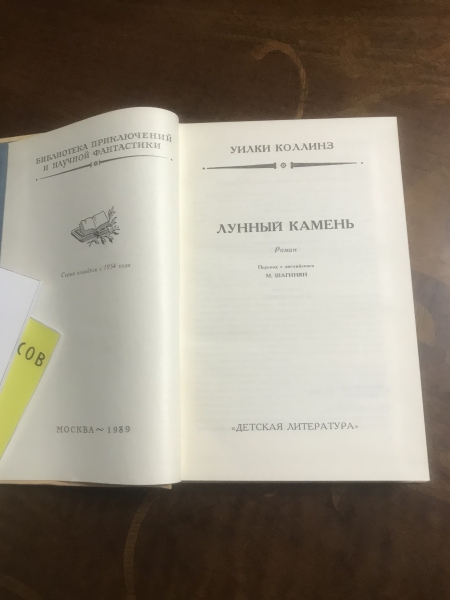 БИБЛИОТЕКА ПРИКЛЮЧЕНИЙ
И НАУЧНОЙ ФАНТАСТИКИ
Серия основана в 1954 году
СОВ
МОСКВА ~ 1989
УИЛКИ КОЛЛИНЗ
ЛУННЫЙ КАМЕНЬ
Роман
Перевод с английского
М. ШАГИНЯН
«ДЕТСКАЯ ЛИТЕРАТУРА»